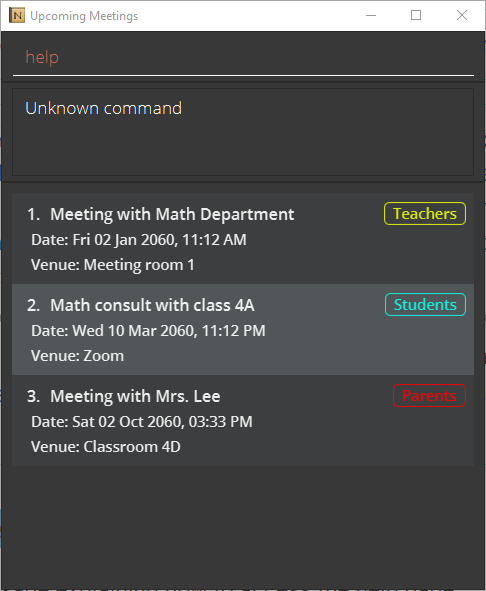 N
Upcoming Meetings
help
Unknown command
1. Meeting with Math Department
Teachers
Date: Fri 02 Jan 2060, 11:12 AM
Venue: Meeting room 1
2. Math consult with class 4A
Students
Date: Wed 10 Mar 2060, 11:12 PM
Venue: Zoom
3. Meeting with Mrs. Lee
Parents
Date: Sat 02 Oct 2060, 03:33 PM
Venue: Classroom 4D